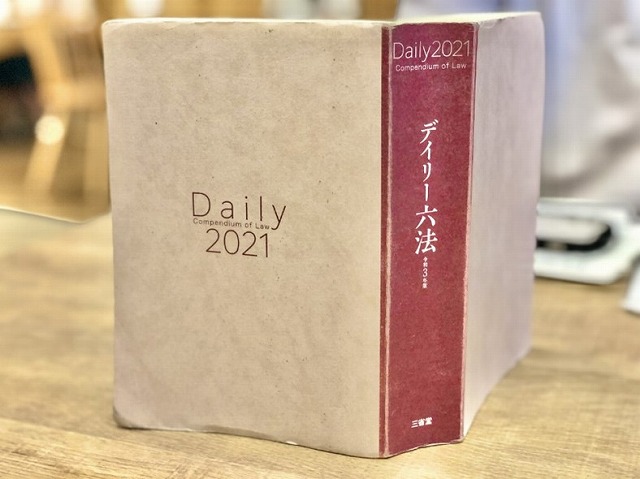 Daily
Compendium of Law
2021
Daily2021
Compendium of Law
デイリー六法
令和3年版
三省堂